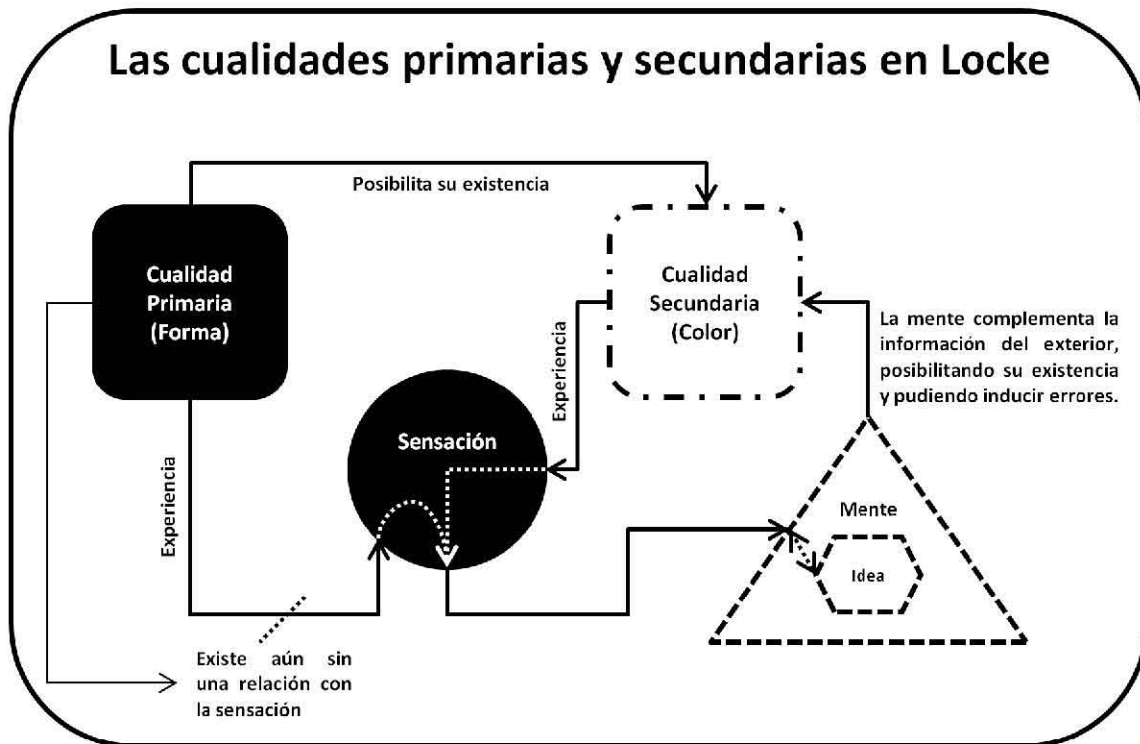 Las cualidades primarias y secundarias en Locke
Posibilita su existencia
Cualidad
Primaria
(Forma)
Cualidad
Secundaria
(Color)
La mente complementa la
información del exterior,
posibilitando su existencia
y pudiendo inducir errores.
Experiencia
Sensación
Experiencia
Mente
Idea
Existe aún sin
una relación con
la sensación